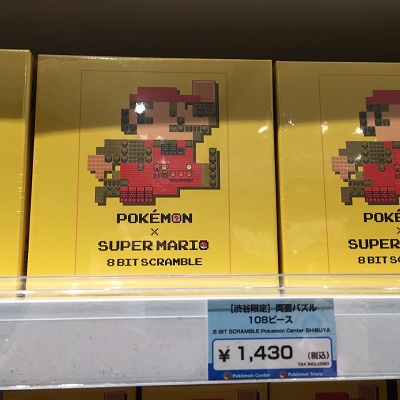 POKÉMON
×
SUPER MARIO
8 BIT SCRAMBLE
POKÉ
SUPER
8 BIT S
【渋谷限定】両面パズル
108ピース
8 BIT SCRAMBLE Pokemon Center SHIBUYA
¥ 1,430 (税込)
TAX INCLUDED
Pokémon Center Pokémon Store